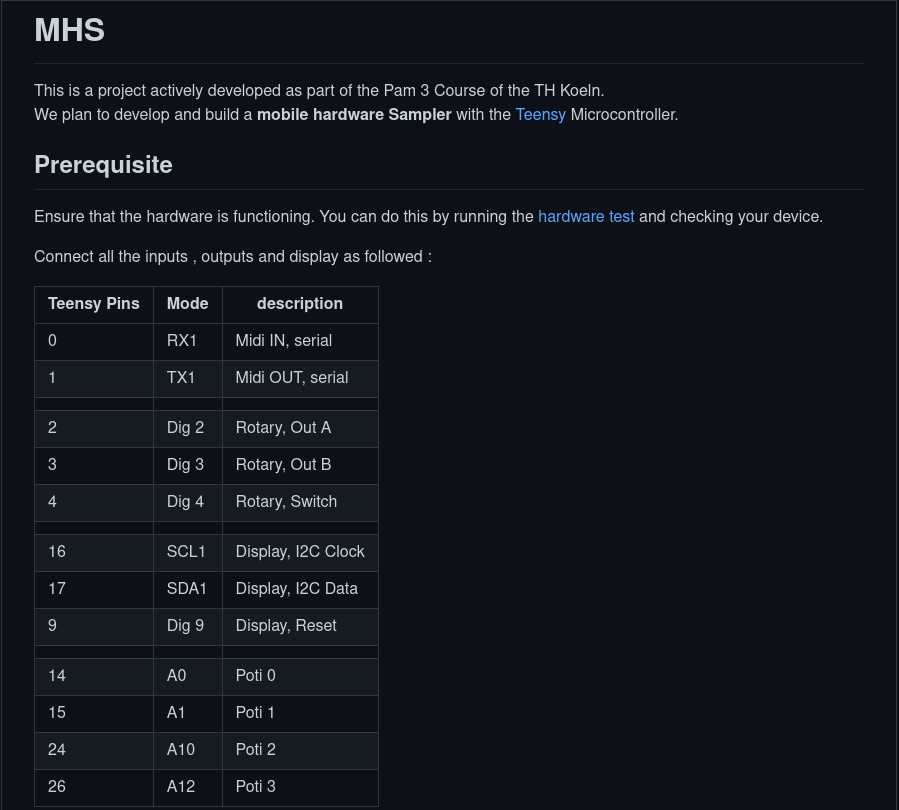 MHS
This is a project actively developed as part of the Pam 3 Course of the TH Koeln.
We plan to develop and build a mobile hardware Sampler with the Teensy Microcontroller.
Prerequisite
Ensure that the hardware is functioning. You can do this by running the hardware test and checking your device.
Connect all the inputs , outputs and display as followed :
Teensy Pins Mode description
0 RX1 Midi IN, serial
1 TX1 Midi OUT, serial
2 Dig 2 Rotary, Out A
3 Dig 3 Rotary, Out B
4 Dig 4 Rotary, Switch
16 SCL1 Display, I2C Clock
17 SDA1 Display, I2C Data
9 Dig 9 Display, Reset
14 A0 Poti 0
15 A1 Poti 1
24 A10 Poti 2
26 A12 Poti 3